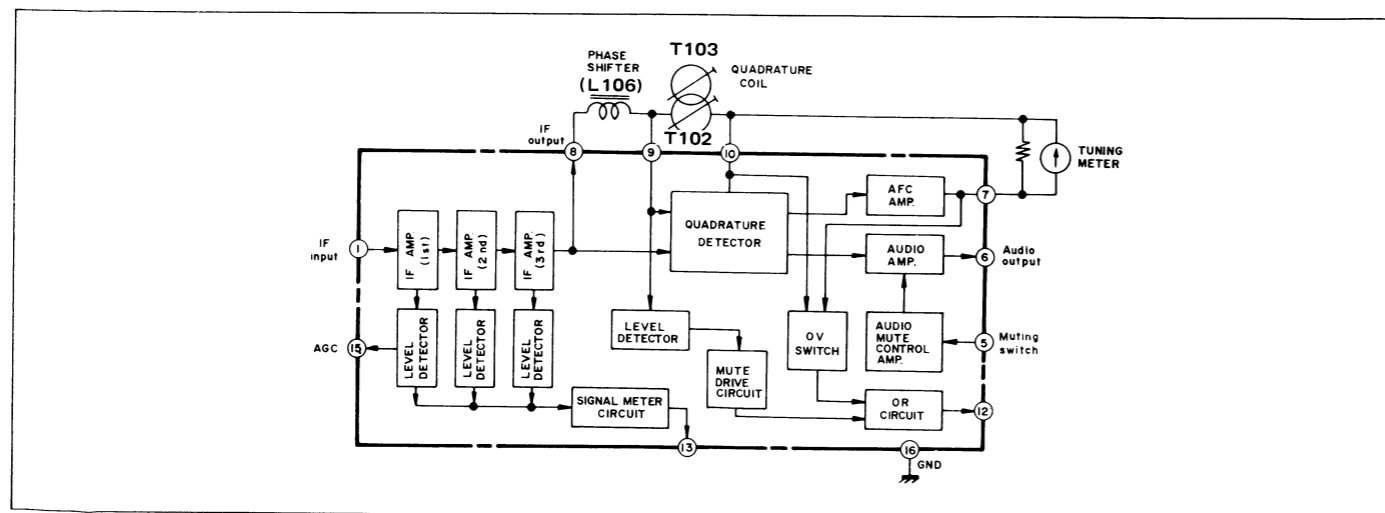 PHASE
SHIFTER
(L106)
T103
QUADRATURE
COIL
T102
IF
output
8
9
10
TUNING
METER
IF
input
1
IF AMP.
(1st)
IF AMP.
(2nd)
IF AMP.
(3rd)
QUADRATURE
DETECTOR
AFC
AMP.
7
AUDIO
AMP.
6
Audio
output
AGC
15
LEVEL
DETECTOR
LEVEL
DETECTOR
LEVEL
DETECTOR
LEVEL
DETECTOR
MUTE
DRIVE
CIRCUIT
OV
SWITCH
AUDIO
MUTE
CONTROL
AMP.
5
Muting
switch
SIGNAL METER
CIRCUIT
OR
CIRCUIT
12
13
16
GND